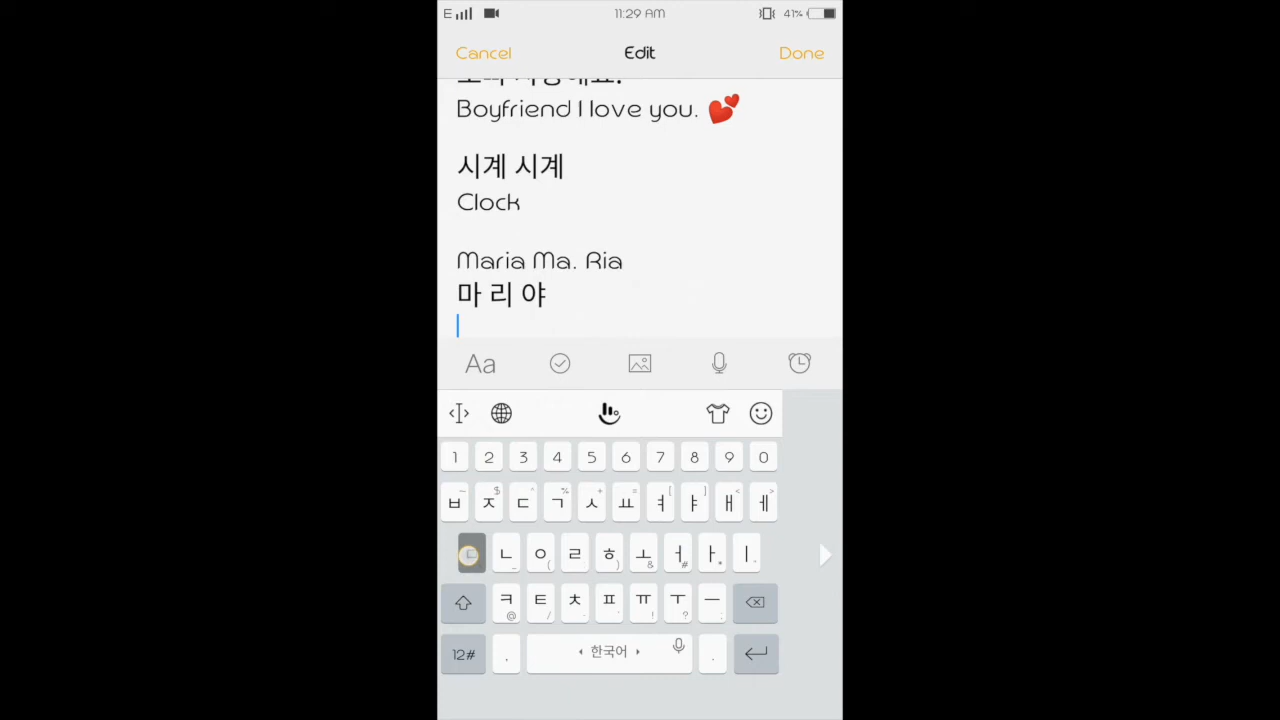 E 11:29 AM 41%
Cancel Edit Done
Boyfriend I love you. 💕
시계 시계
Clock
Maria Ma. Ria
마 리 야
Aa
1 2 3 4 5 6 7 8 9 0
ㅂ ㅈ ㄷ ㄱ ㅅ ㅛ ㅕ ㅑ ㅐ ㅔ
ㄴ ㅇ ㄹ ㅎ ㅗ ㅓ ㅏ ㅣ
ㅋ ㅌ ㅊ ㅍ ㅠ ㅜ ㅡ
12# , 한국어 .